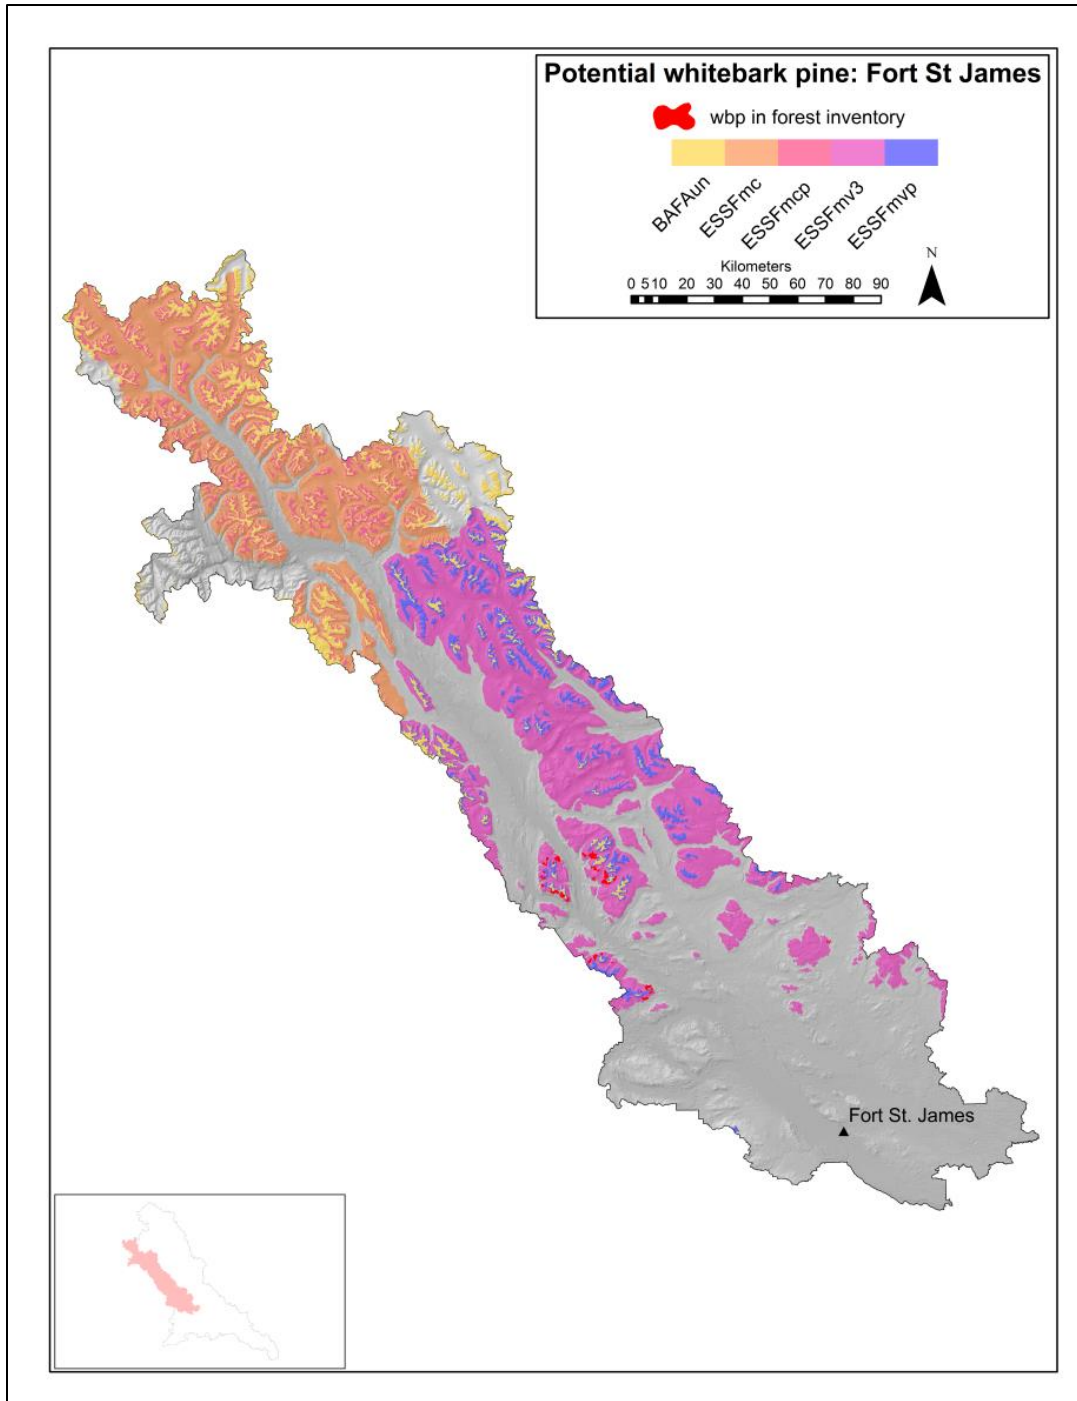 Potential whitebark pine: Fort St James
wbp in forest inventory
BAFAun
ESSFmc
ESSFmcp
ESSFmv3
ESSFmvp
N
Kilometers
0 5 10 20 30 40 50 60 70 80 90
Fort St. James